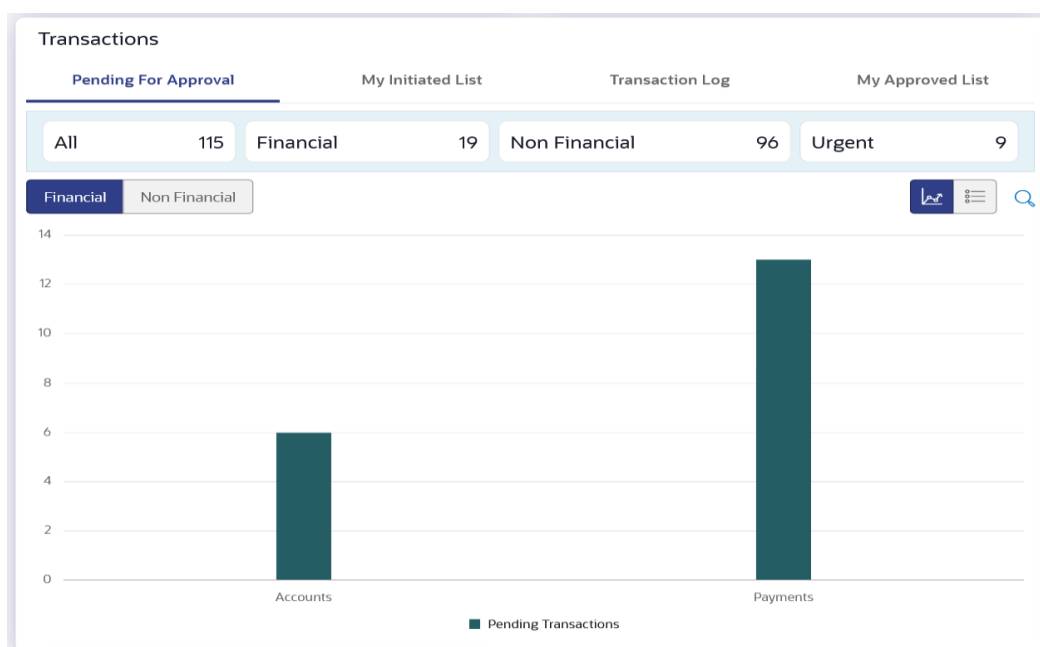 Transactions
Pending For Approval My Initiated List Transaction Log My Approved List
All 115 Financial 19 Non Financial 96 Urgent 9
Financial Non Financial
14
12
10
8
6
4
2
0
Accounts Payments
Pending Transactions